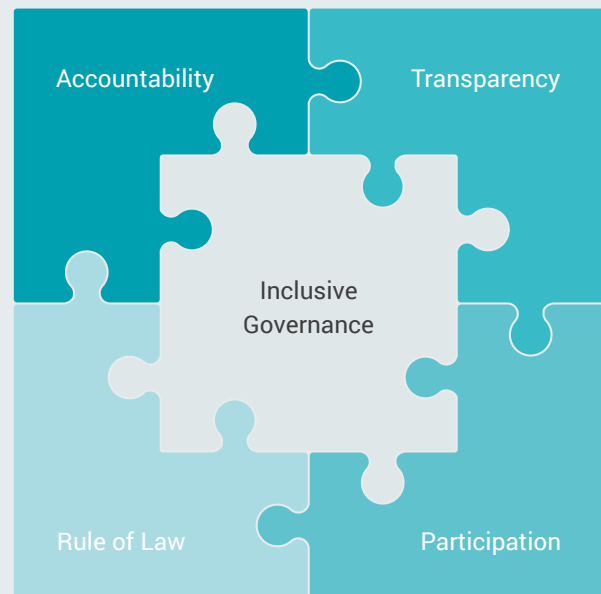 Accountability
Transparency
Inclusive
Governance
Rule of Law
Participation